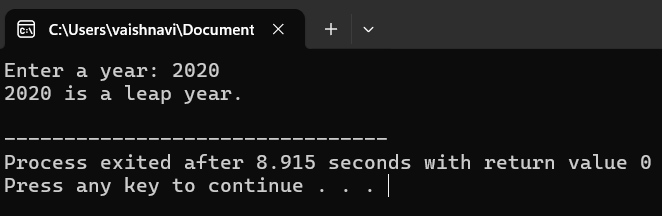 C:\Users\vaishnavi\Document
Enter a year: 2020
2020 is a leap year.
--------------------------------
Process exited after 8.915 seconds with return value 0
Press any key to continue . . .